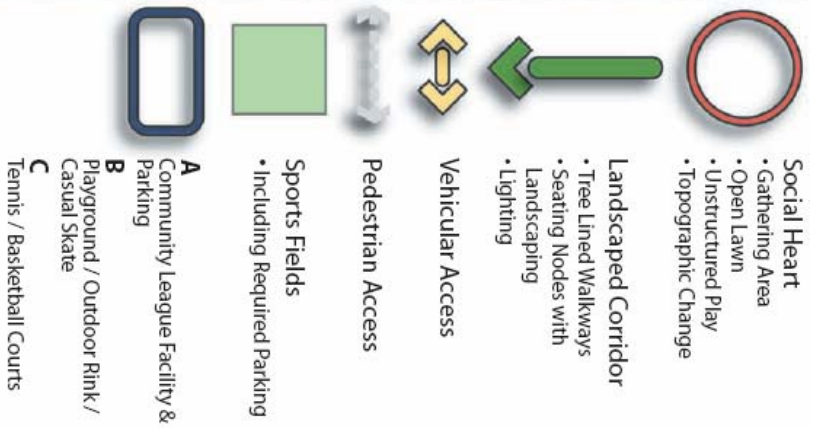 Social Heart
• Gathering Area
• Open Lawn
• Unstructured Play
• Topographic Change
Landscaped Corridor
• Tree Lined Walkways
• Seating Nodes with
Landscaping
• Lighting
Vehicular Access
Pedestrian Access
Sports Fields
• Including Required Parking
A
Community League Facility &
Parking
B
Playground / Outdoor Rink /
Casual Skate
C
Tennis / Basketball Courts